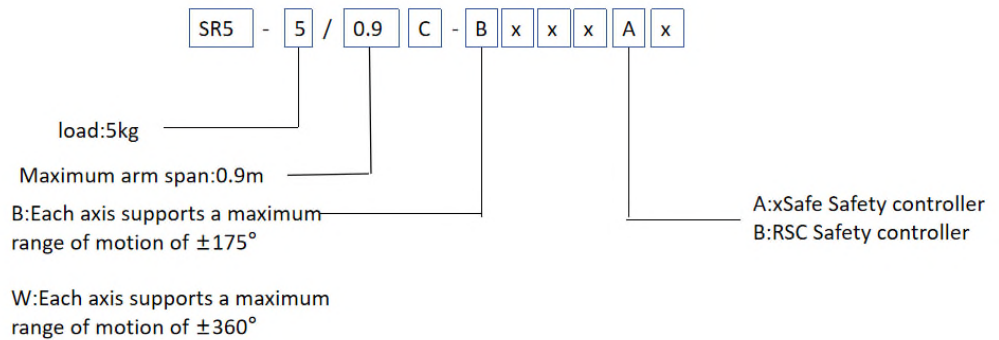 SR5 - 5 / 0.9 C - B x x x A x
load:5kg
Maximum arm span:0.9m
B:Each axis supports a maximum
range of motion of ±175°
A:xSafe Safety controller
B:RSC Safety controller
W:Each axis supports a maximum
range of motion of ±360°